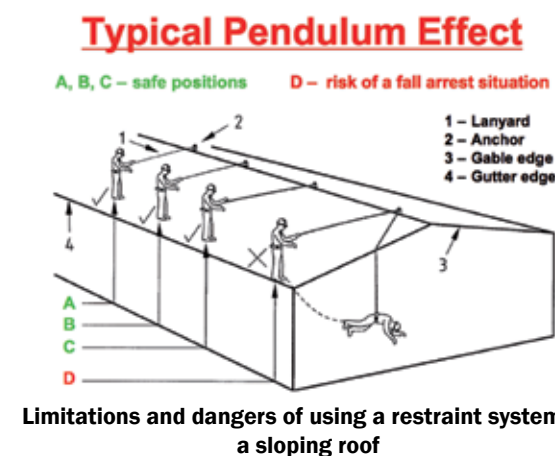 Typical Pendulum Effect
A, B, C – safe positions D – risk of a fall arrest situation
1 – Lanyard
2 – Anchor
3 – Gable edge
4 – Gutter edge
1
2
3
4
A
B
C
D
Limitations and dangers of using a restraint system
a sloping roof